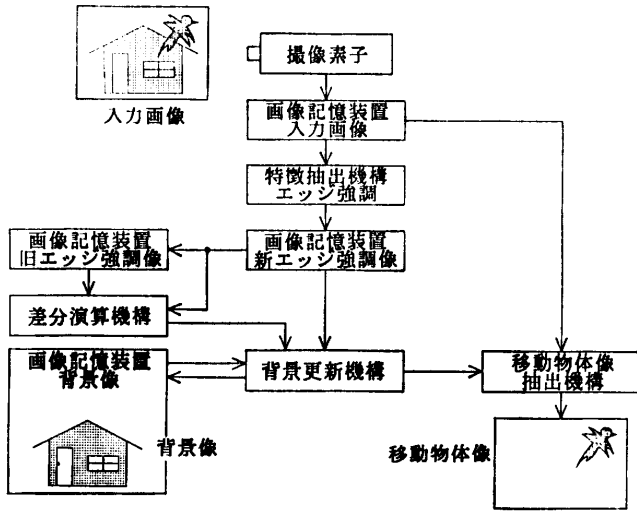 撮像素子
入力画像
画像記憶装置
入力画像
特徴抽出機構
エッジ強調
画像記憶装置
旧エッジ強調像
画像記憶装置
新エッジ強調像
差分演算機構
画像記憶装置
背景像
背景更新機構
移動物体像
抽出機構
背景像
移動物体像